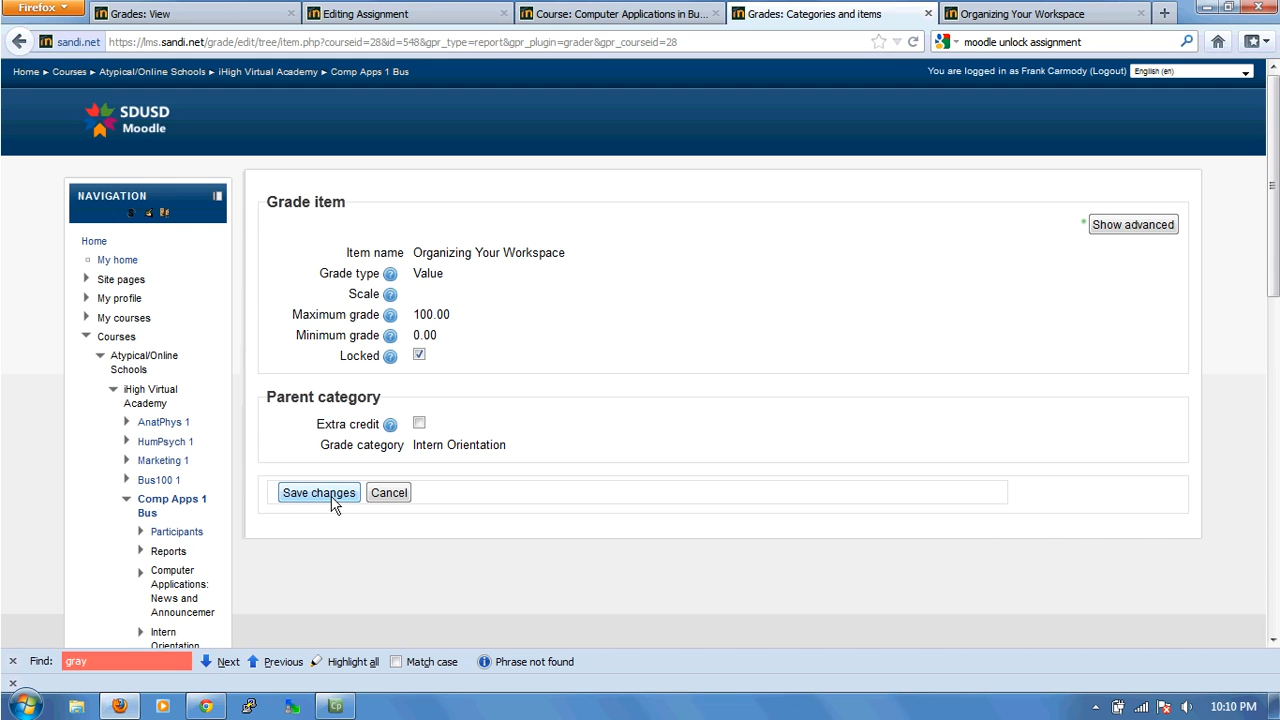 Firefox
Grades: View
Editing Assignment
Course: Computer Applications in Bu...
Grades: Categories and items
Organizing Your Workspace
sandi.net
https://lms.sandi.net/grade/edit/tree/item.php?courseid=28&id=548&gpr_type=report&gpr_plugin=grader&gpr_courseid=28
moodle unlock assignment
Home ► Courses ► Atypical/Online Schools ► iHigh Virtual Academy ► Comp Apps 1 Bus
You are logged in as Frank Carmody (Logout)
English (en)
SDUSD
Moodle
NAVIGATION
Home
My home
Site pages
My profile
My courses
Courses
Atypical/Online
Schools
iHigh Virtual
Academy
AnatPhys 1
HumPsych 1
Marketing 1
Bus100 1
Comp Apps 1
Bus
Participants
Reports
Computer
Applications:
News and
Announcemer
Intern
Orientation
Grade item
* Show advanced
Item name Organizing Your Workspace
Grade type Value
Scale
Maximum grade 100.00
Minimum grade 0.00
Locked
Parent category
Extra credit
Grade category Intern Orientation
Save changes
Cancel
Find: gray Next Previous Highlight all Match case Phrase not found
Cp
10:10 PM